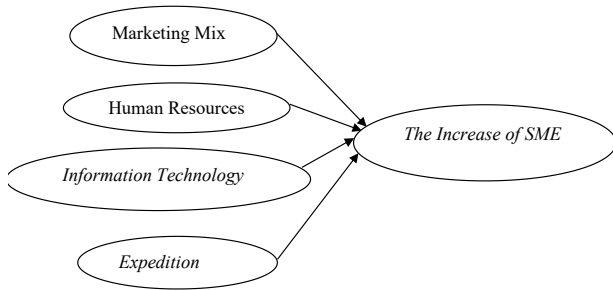 Marketing Mix
Human Resources
The Increase of SME
Information Technology
Expedition